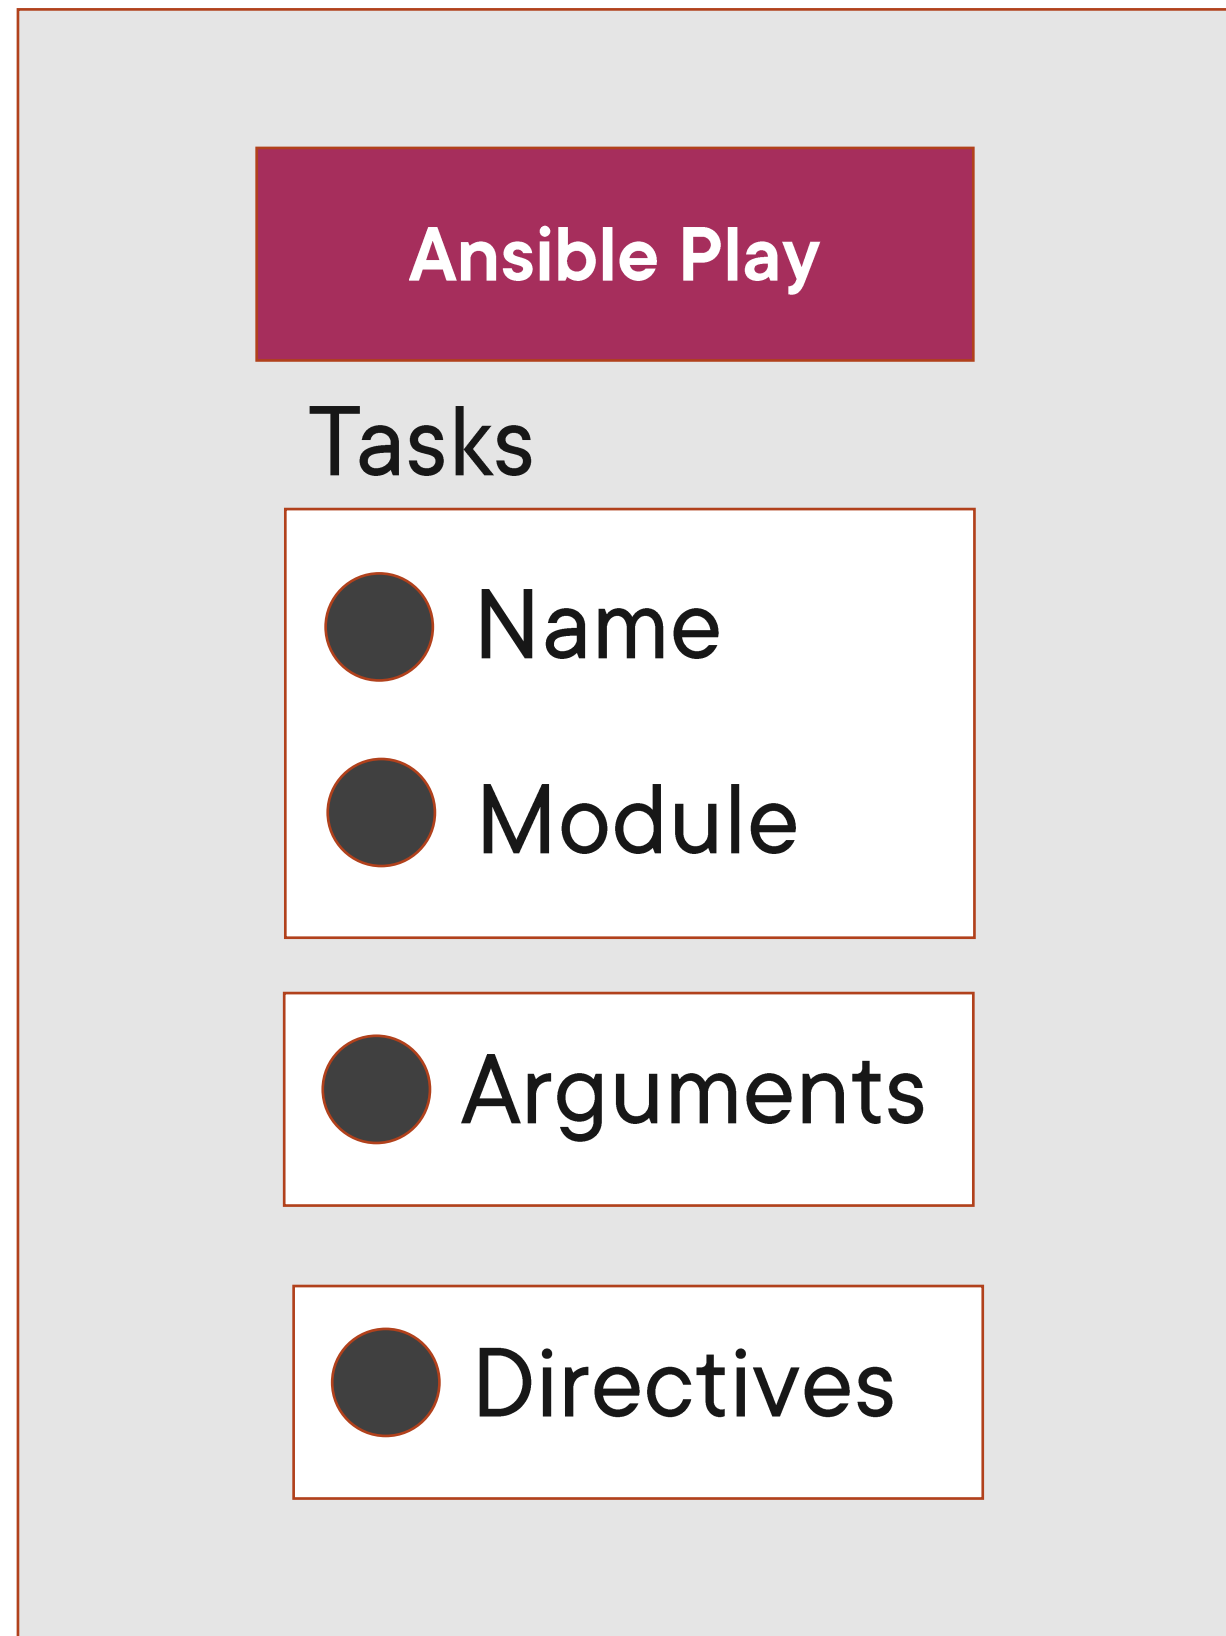 Ansible Play
Tasks
Name
Module
Arguments
Directives